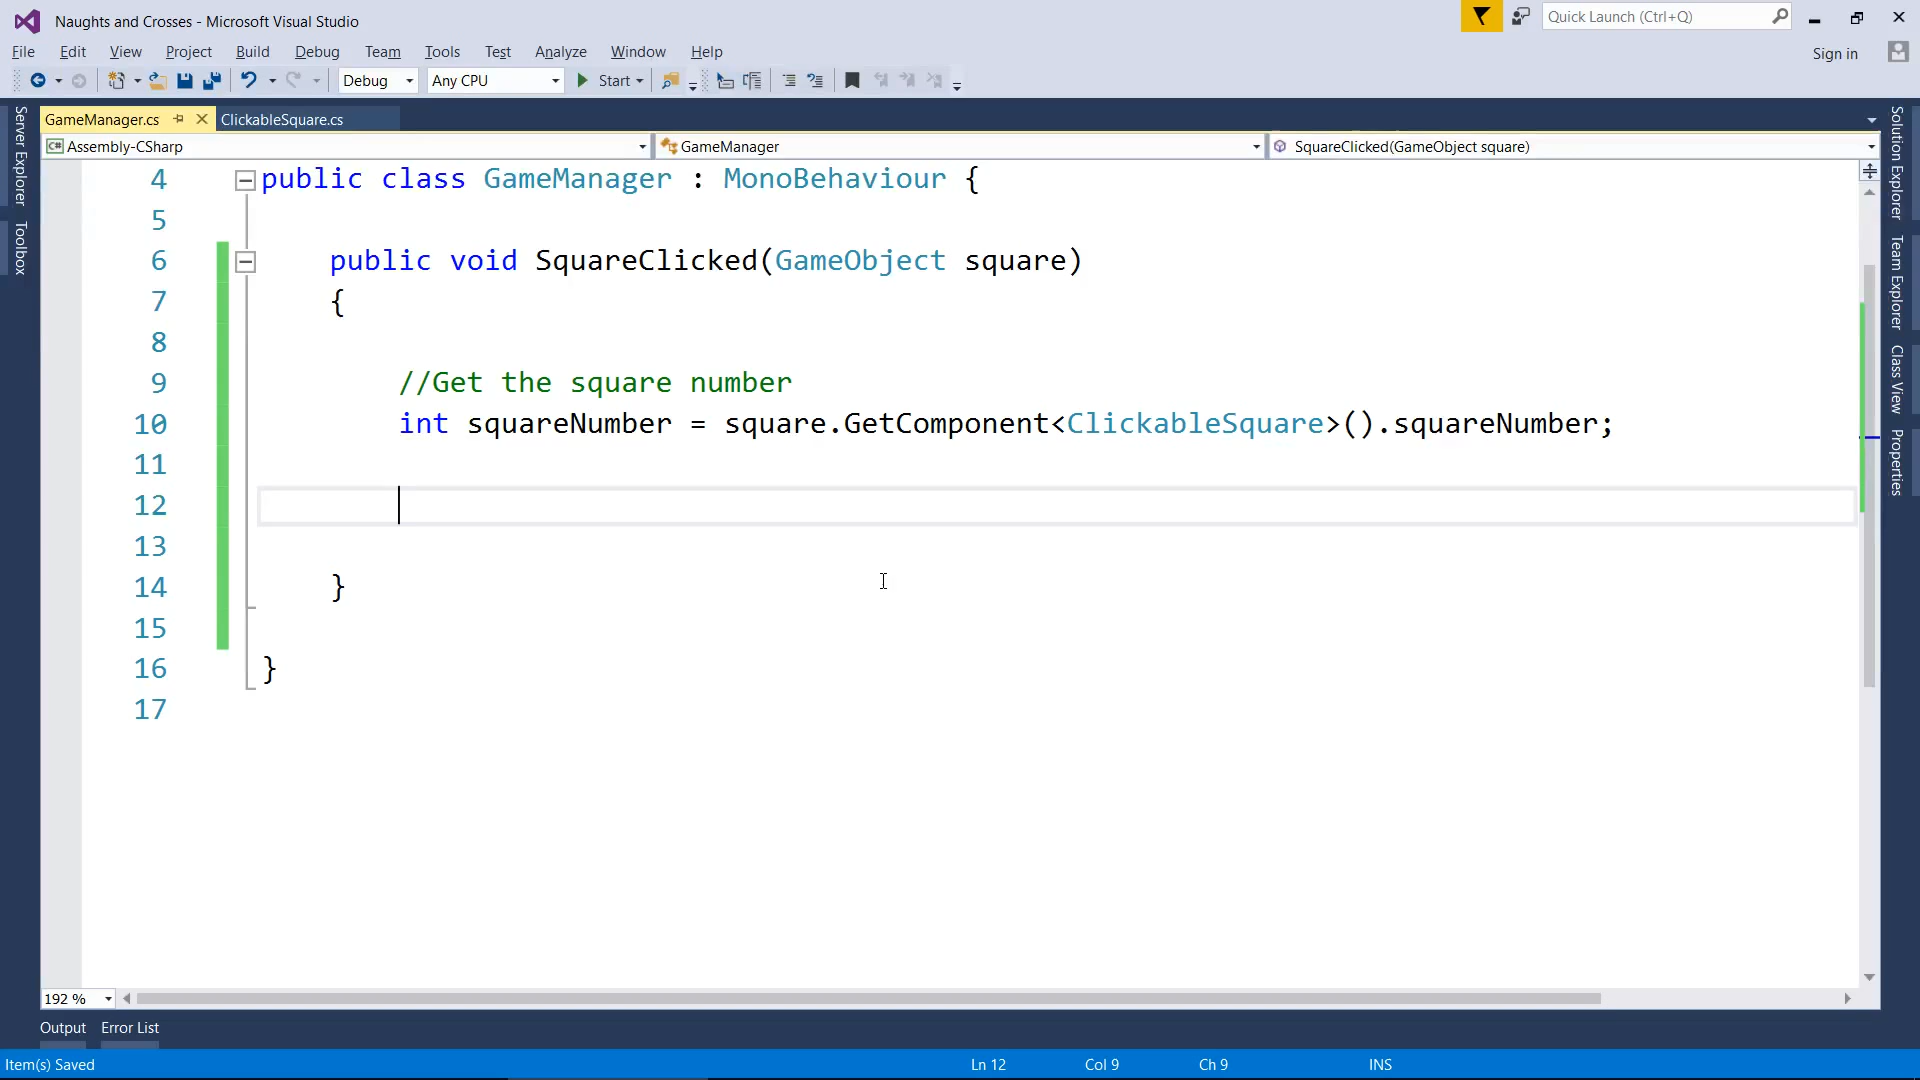 Naughts and Crosses - Microsoft Visual Studio
Quick Launch (Ctrl+Q)
File Edit View Project Build Debug Team Tools Test Analyze Window Help
Sign in
Debug Any CPU Start
Server Explorer
Toolbox
GameManager.cs ClickableSquare.cs
C# Assembly-CSharp GameManager SquareClicked(GameObject square)
4 public class GameManager : MonoBehaviour {
5
6 public void SquareClicked(GameObject square)
7 {
8
9 //Get the square number
10 int squareNumber = square.GetComponent<ClickableSquare>().squareNumber;
11
12
13
14 }
15
16 }
17
Solution Explorer
Team Explorer
Class View
Properties
192 %
Output Error List
Item(s) Saved Ln 12 Col 9 Ch 9 INS